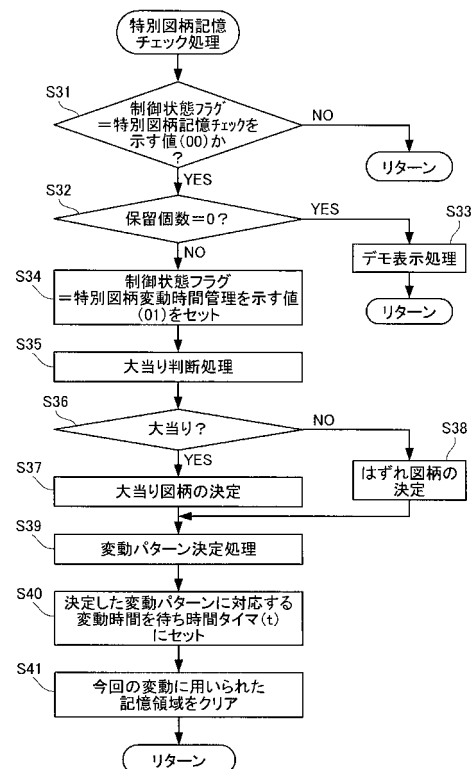 特別図柄記憶
チェック処理
S31
制御状態フラグ
＝特別図柄記憶チェックを
示す値(00)か
?
NO
リターン
YES
S32
保留個数＝0?
YES
S33
デモ表示処理
リターン
NO
S34
制御状態フラグ
＝特別図柄変動時間管理を示す値
(01)をセット
S35
大当り判断処理
S36
大当り?
NO
S38
はずれ図柄の
決定
YES
S37
大当り図柄の決定
S39
変動パターン決定処理
S40
決定した変動パターンに対応する
変動時間を待ち時間タイマ(t)
にセット
S41
今回の変動に用いられた
記憶領域をクリア
リターン